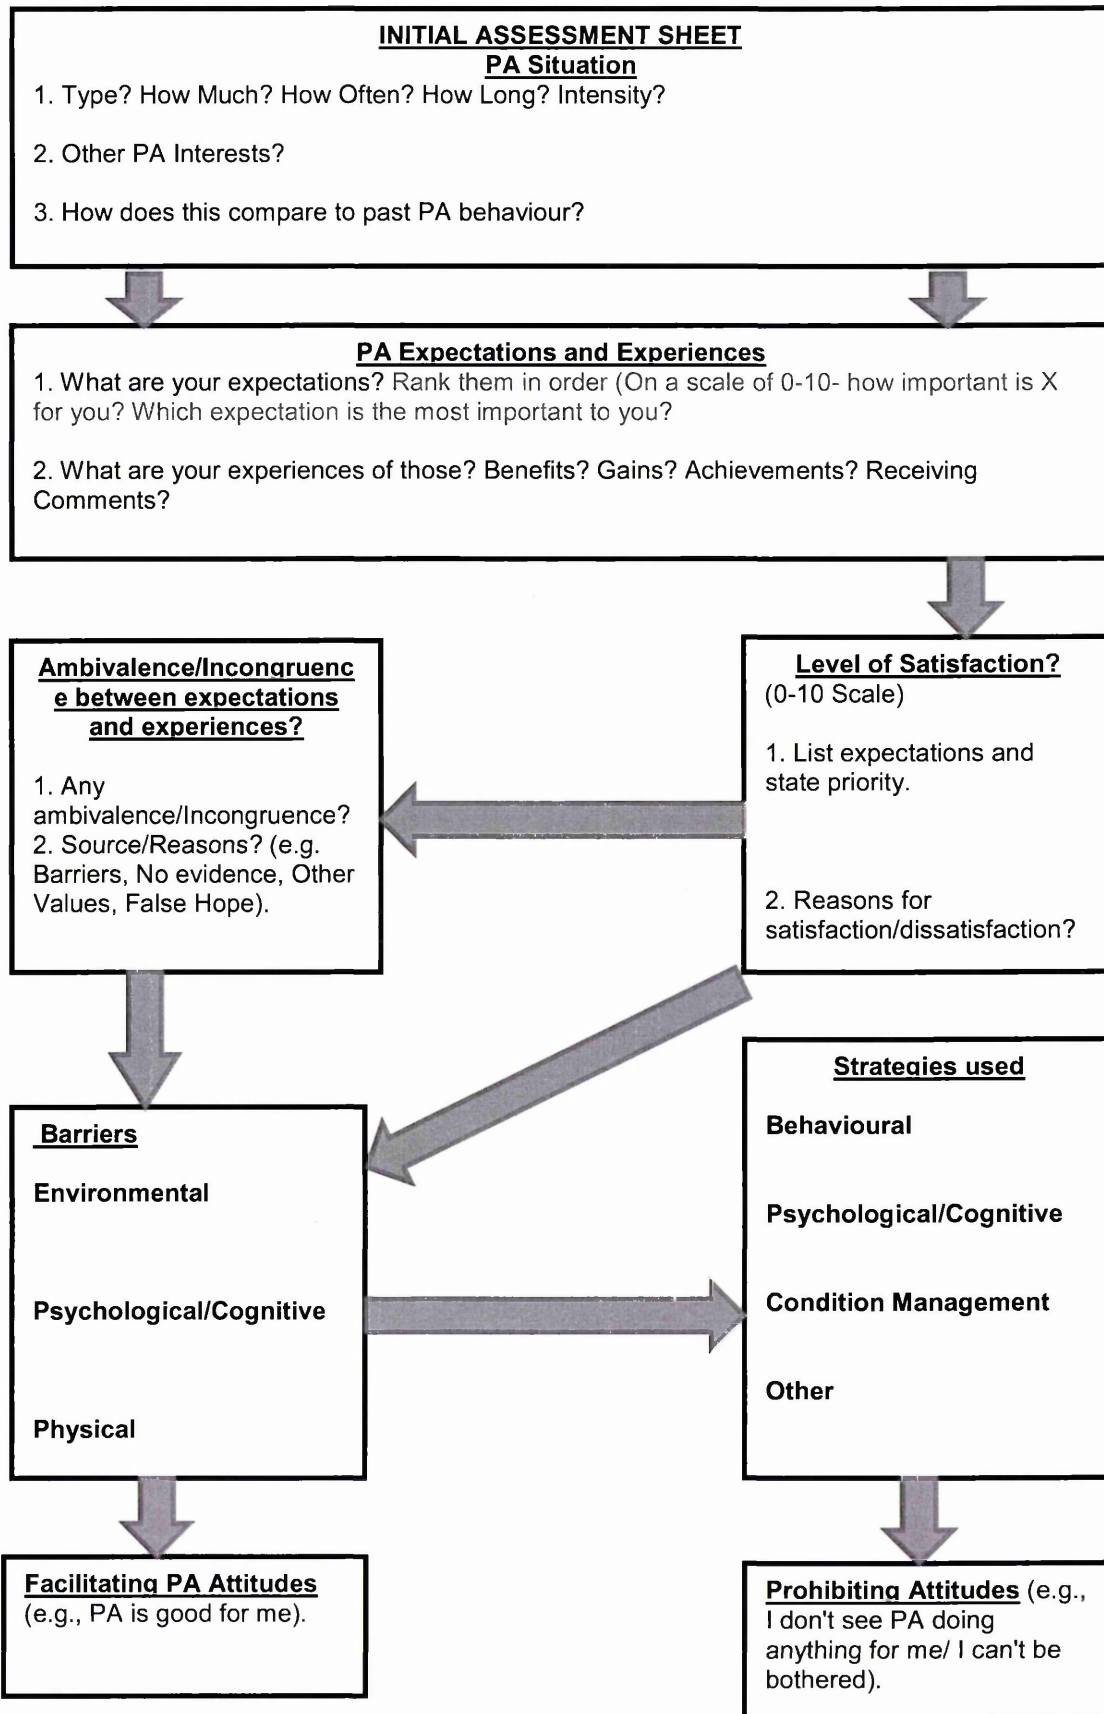 INITIAL ASSESSMENT SHEET
PA Situation
1. Type? How Much? How Often? How Long? Intensity?
2. Other PA Interests?
3. How does this compare to past PA behaviour?
PA Expectations and Experiences
1. What are your expectations? Rank them in order (On a scale of 0-10- how important is X
for you? Which expectation is the most important to you?
2. What are your experiences of those? Benefits? Gains? Achievements? Receiving
Comments?
Ambivalence/Incongruenc
e between expectations
and experiences?
1. Any
ambivalence/Incongruence?
2. Source/Reasons? (e.g.
Barriers, No evidence, Other
Values, False Hope).
Level of Satisfaction?
(0-10 Scale)
1. List expectations and
state priority.
2. Reasons for
satisfaction/dissatisfaction?
Barriers
Environmental
Psychological/Cognitive
Physical
Strategies used
Behavioural
Psychological/Cognitive
Condition Management
Other
Facilitating PA Attitudes
(e.g., PA is good for me).
Prohibiting Attitudes (e.g.,
I don't see PA doing
anything for me/ I can't be
bothered).